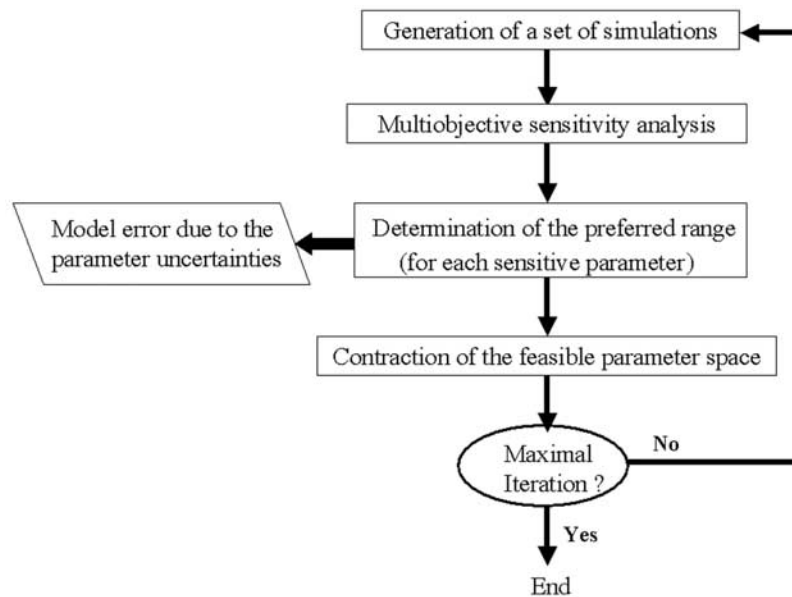 Generation of a set of simulations
Multiobjective sensitivity analysis
Model error due to the
parameter uncertainties
Determination of the preferred range
(for each sensitive parameter)
Contraction of the feasible parameter space
Maximal
Iteration ?
No
Yes
End